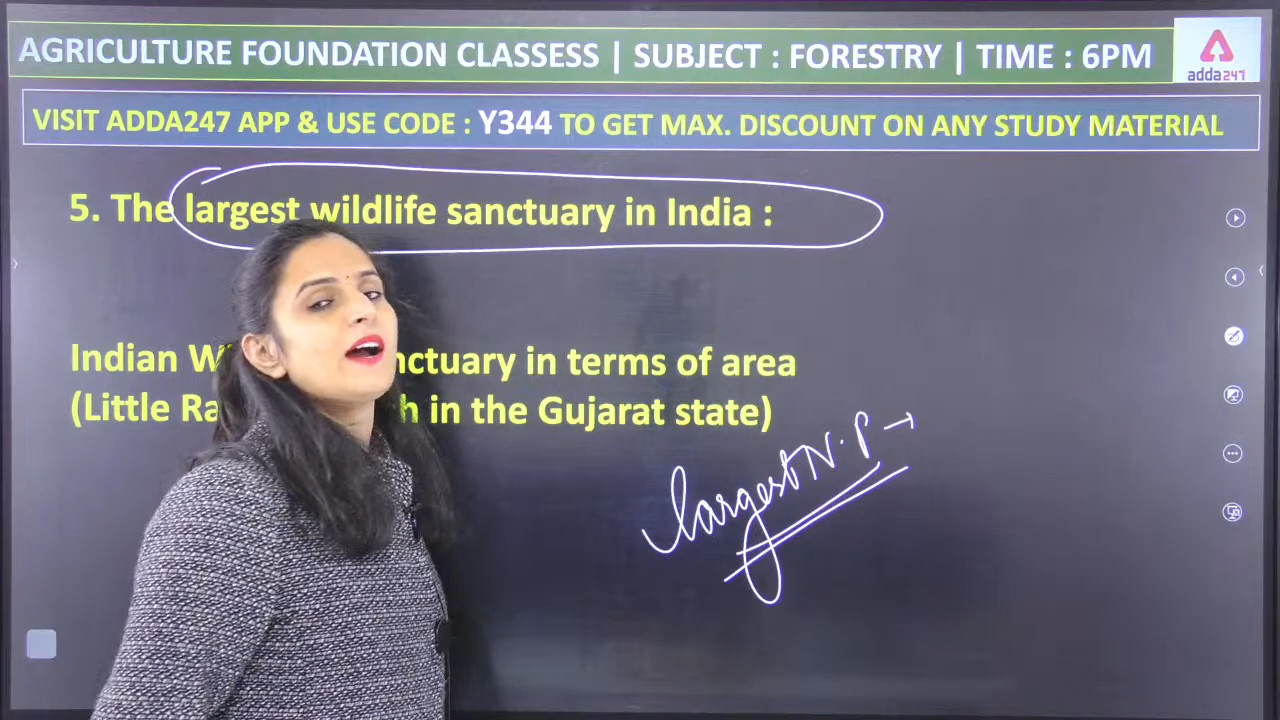 AGRICULTURE FOUNDATION CLASSESS | SUBJECT : FORESTRY | TIME : 6PM
adda247
VISIT ADDA247 APP & USE CODE : Y344 TO GET MAX. DISCOUNT ON ANY STUDY MATERIAL
5. The largest wildlife sanctuary in India :
Indian in terms of area
(Little in the Gujarat state)
largest N.P →